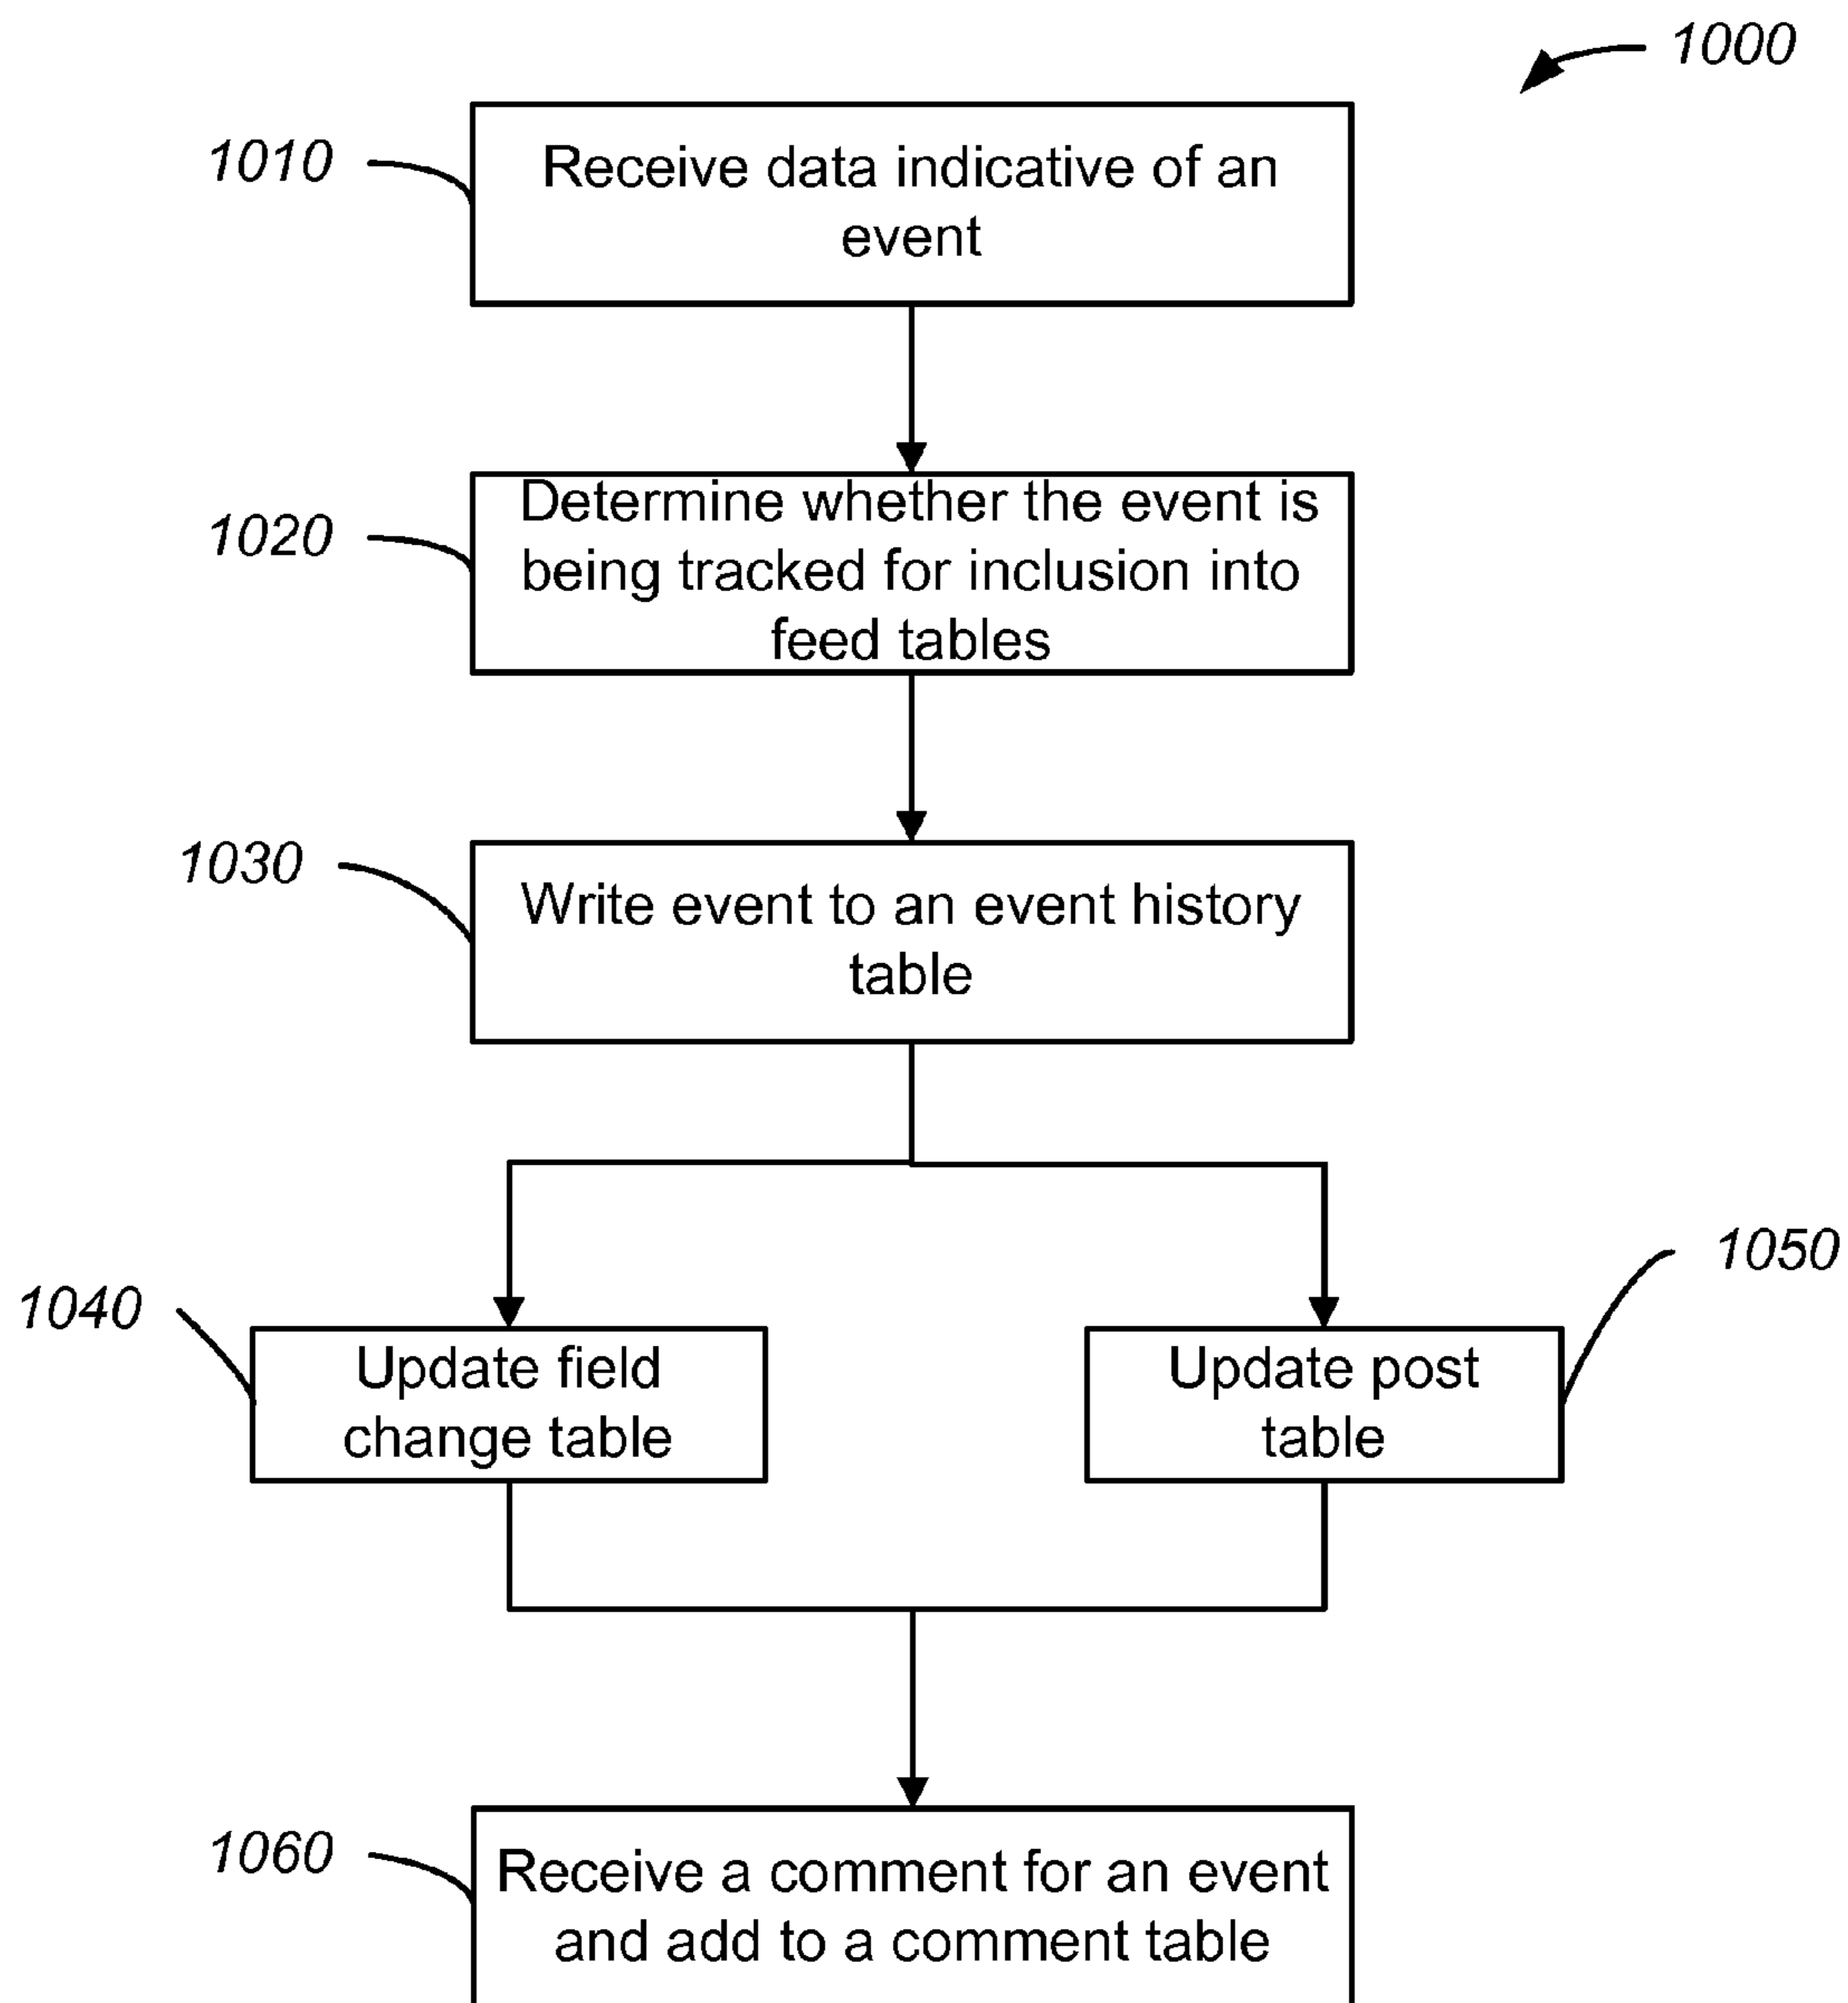 1000
1010
Receive data indicative of an
event
1020
Determine whether the event is
being tracked for inclusion into
feed tables
1030
Write event to an event history
table
1040
Update field
change table
1050
Update post
table
1060
Receive a comment for an event
and add to a comment table